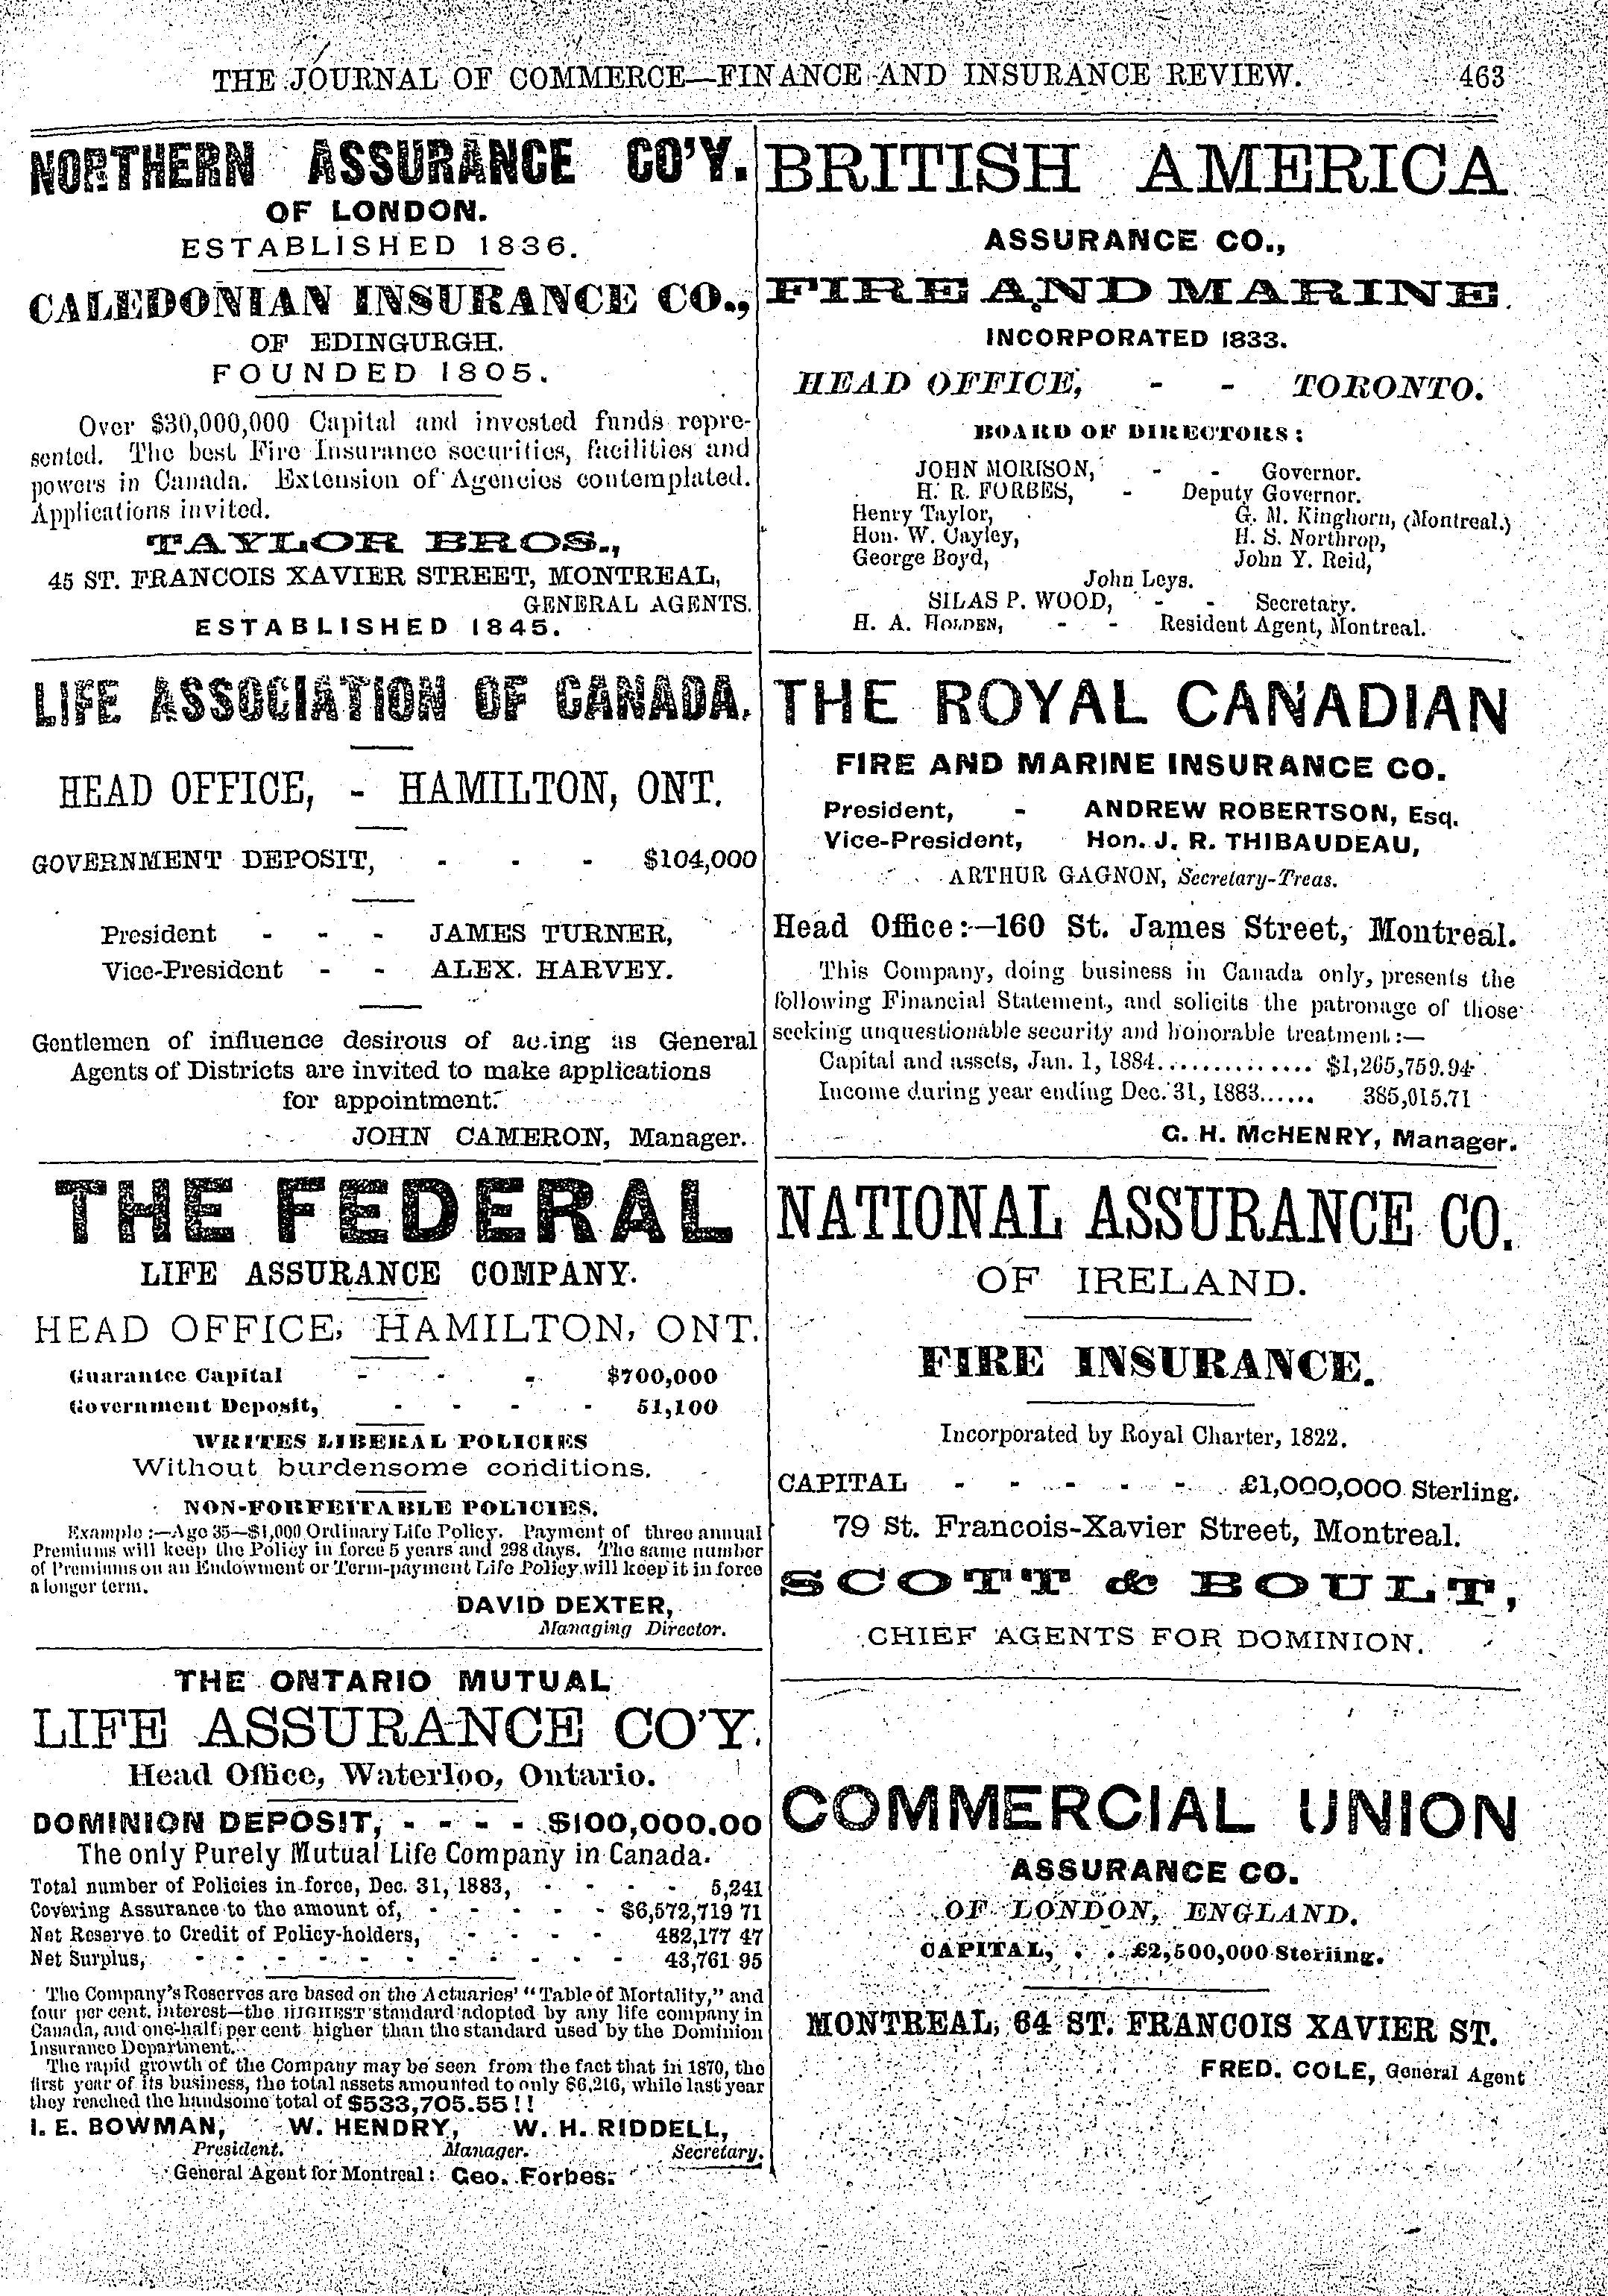 THE JOURNAL OF COMMERCE—FINANCE AND INSURANCE REVIEW. 463
NORTHERN ASSURANCE CO'Y.
OF LONDON.
ESTABLISHED 1836.
CALEDONIAN INSURANCE CO.,
OF EDINGURGH.
FOUNDED 1805.
Over $30,000,000 Capital and invested funds repre-
sented. The best Fire Insurance securities, facilities and
powers in Canada. Extension of Agencies contemplated.
Applications invited.
TAYLOR BROS.,
45 ST. FRANCOIS XAVIER STREET, MONTREAL,
GENERAL AGENTS.
ESTABLISHED 1845.
LIFE ASSOCIATION OF CANADA.
HEAD OFFICE, - HAMILTON, ONT.
GOVERNMENT DEPOSIT, - - - $104,000
President - - - JAMES TURNER,
Vice-President - - ALEX. HARVEY.
Gentlemen of influence desirous of ac.ing as General
Agents of Districts are invited to make applications
for appointment.
JOHN CAMERON, Manager.
THE FEDERAL
LIFE ASSURANCE COMPANY.
HEAD OFFICE, HAMILTON, ONT.
Guarantee Capital - - - $700,000
Government Deposit, - - - - 51,100
WRITES LIBERAL POLICIES
Without burdensome conditions.
NON-FORFEITABLE POLICIES.
Example :—Age 35—$1,000 Ordinary Life Policy. Payment of three annual
Premiums will keep the Policy in force 5 years and 298 days. The same number
of Premiums on an Endowment or Term-payment Life Policy will keep it in force
a longer term.
DAVID DEXTER,
Managing Director.
THE ONTARIO MUTUAL
LIFE ASSURANCE CO'Y.
Head Office, Waterloo, Ontario.
DOMINION DEPOSIT, - - - - $100,000.00
The only Purely Mutual Life Company in Canada.
Total number of Policies in force, Dec. 31, 1883, - - - - 5,241
Covering Assurance to the amount of, - - - - - $6,572,719 71
Net Reserve to Credit of Policy-holders, - - - - 482,177 47
Net Surplus, - - - - - - - - - - 43,761 95
The Company's Reserves are based on the Actuaries' "Table of Mortality," and
four per cent. interest—the HIGHEST standard adopted by any life company in
Canada, and one-half per cent higher than the standard used by the Dominion
Insurance Department.
The rapid growth of the Company may be seen from the fact that in 1870, the
first year of its business, the total assets amounted to only $6,216, while last year
they reached the handsome total of $533,705.55!!
I. E. BOWMAN, W. HENDRY, W. H. RIDDELL,
President. Manager. Secretary.
General Agent for Montreal: Geo. Forbes.
BRITISH AMERICA
ASSURANCE CO.,
FIRE AND MARINE.
INCORPORATED 1833.
HEAD OFFICE, - - TORONTO.
BOARD OF DIRECTORS:
JOHN MORISON, - - Governor.
H. R. FORBES, - Deputy Governor.
Henry Taylor, G. M. Kinghorn, (Montreal.)
Hon. W. Cayley, H. S. Northrop,
George Boyd, John Y. Reid,
John Leys.
SILAS P. WOOD, - - Secretary.
H. A. HOLDEN, - - Resident Agent, Montreal.
THE ROYAL CANADIAN
FIRE AND MARINE INSURANCE CO.
President, - ANDREW ROBERTSON, Esq.
Vice-President, Hon. J. R. THIBAUDEAU,
ARTHUR GAGNON, Secretary-Treas.
Head Office:—160 St. James Street, Montreal.
This Company, doing business in Canada only, presents the
following Financial Statement, and solicits the patronage of those
seeking unquestionable security and honorable treatment:—
Capital and assets, Jan. 1, 1884.............. $1,265,759.94
Income during year ending Dec. 31, 1883...... 385,015.71
G. H. McHENRY, Manager.
NATIONAL ASSURANCE CO.
OF IRELAND.
FIRE INSURANCE.
Incorporated by Royal Charter, 1822.
CAPITAL - - - - - £1,000,000 Sterling.
79 St. Francois-Xavier Street, Montreal.
SCOTT & BOULT,
CHIEF AGENTS FOR DOMINION.
COMMERCIAL UNION
ASSURANCE CO.
OF LONDON, ENGLAND.
CAPITAL, . . £2,500,000 Sterling.
MONTREAL, 64 ST. FRANCOIS XAVIER ST.
FRED. COLE, General Agent